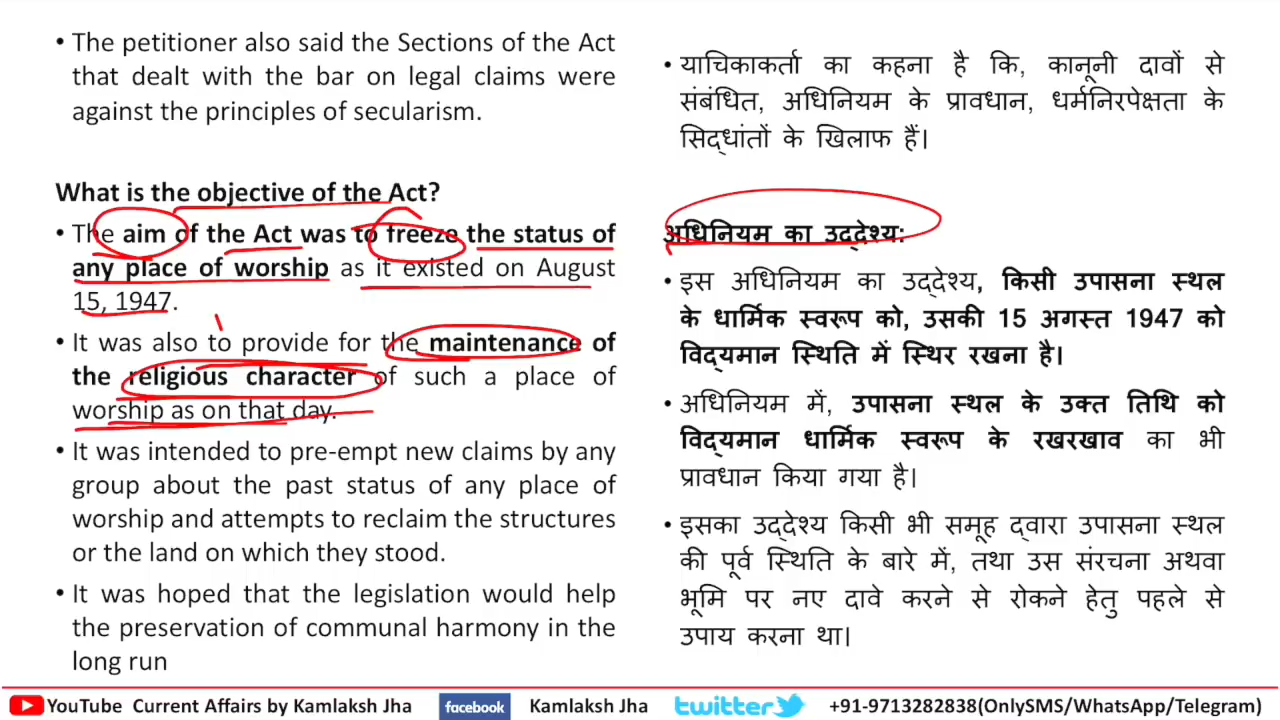 • The petitioner also said the Sections of the Act
that dealt with the bar on legal claims were
against the principles of secularism.
What is the objective of the Act?
• The aim of the Act was to freeze the status of
any place of worship as it existed on August
15, 1947.
• It was also to provide for the maintenance of
the religious character of such a place of
worship as on that day.
• It was intended to pre-empt new claims by any
group about the past status of any place of
worship and attempts to reclaim the structures
or the land on which they stood.
• It was hoped that the legislation would help
the preservation of communal harmony in the
long run
• याचिकाकर्ता का कहना है कि, कानूनी दावों से
संबंधित, अधिनियम के प्रावधान, धर्मनिरपेक्षता के
सिद्धांतों के खिलाफ हैं।
अधिनियम का उद्देश्य:
• इस अधिनियम का उद्देश्य, किसी उपासना स्थल
के धार्मिक स्वरूप को, उसकी 15 अगस्त 1947 को
विद्यमान स्थिति में स्थिर रखना है।
• अधिनियम में, उपासना स्थल के उक्त तिथि को
विद्यमान धार्मिक स्वरूप के रखरखाव का भी
प्रावधान किया गया है।
• इसका उद्देश्य किसी भी समूह द्वारा उपासना स्थल
की पूर्व स्थिति के बारे में, तथा उस संरचना अथवा
भूमि पर नए दावे करने से रोकने हेतु पहले से
उपाय करना था।
YouTube Current Affairs by Kamlaksh Jha facebook Kamlaksh Jha twitter +91-9713282838(OnlySMS/WhatsApp/Telegram)